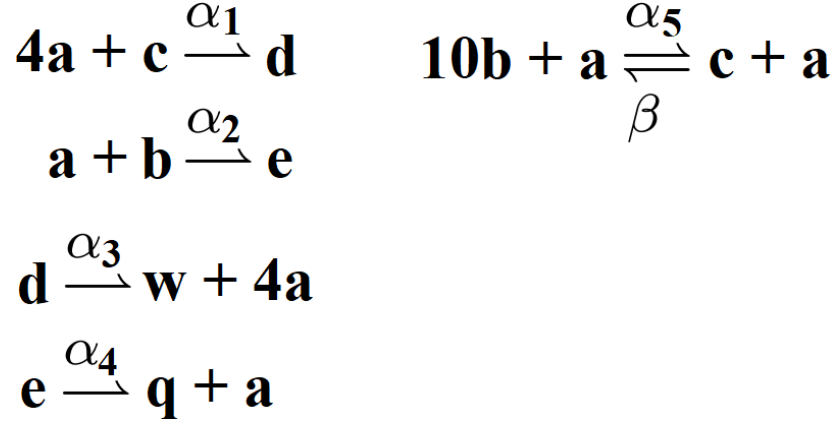 4a + c α1⇀ d
10b + a α5⇌β c + a
a + b α2⇀ e
d α3⇀ w + 4a
e α4⇀ q + a